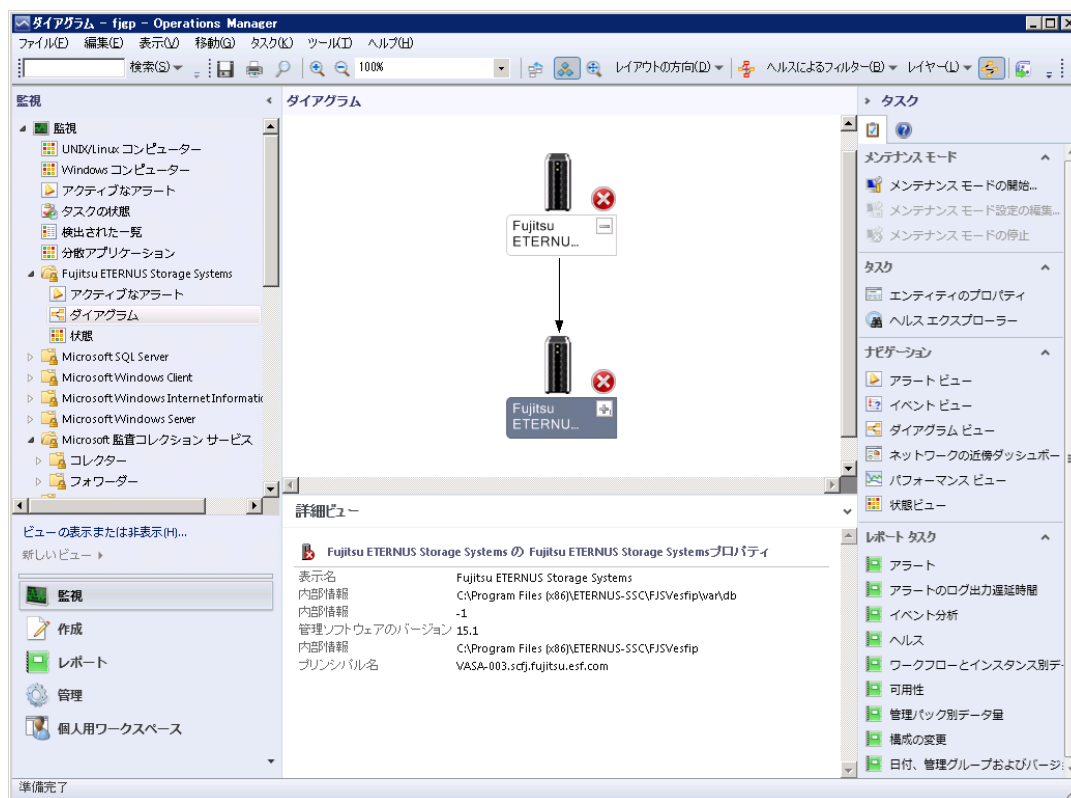 ダイアグラム - fjgp - Operations Manager
ファイル(F) 編集(E) 表示(V) 移動(G) タスク(K) ツール(T) ヘルプ(H)
検索(S) 100% レイアウトの方向(D) ヘルスによるフィルター(B) レイヤー(L)
監視
監視
UNIX/Linux コンピューター
Windows コンピューター
アクティブなアラート
タスクの状態
検出された一覧
分散アプリケーション
Fujitsu ETERNUS Storage Systems
アクティブなアラート
ダイアグラム
状態
Microsoft SQL Server
Microsoft Windows Client
Microsoft Windows Internet Informatic
Microsoft Windows Server
Microsoft 監査コレクション サービス
コレクター
フォワーダー
ビューの表示または非表示(H)...
新しいビュー
監視
作成
レポート
管理
個人用ワークスペース
準備完了
ダイアグラム
Fujitsu
ETERNU...
Fujitsu
ETERNU...
詳細ビュー
Fujitsu ETERNUS Storage Systems の Fujitsu ETERNUS Storage Systemsプロパティ
表示名 Fujitsu ETERNUS Storage Systems
内部情報 C:\Program Files (x86)\ETERNUS-SSC\FJSVesfip\var\db
内部情報 -1
管理ソフトウェアのバージョン 15.1
内部情報 C:\Program Files (x86)\ETERNUS-SSC\FJSVesfip
プリンシパル名 VASA-003.scfj.fujitsu.esf.com
タスク
メンテナンス モード
メンテナンス モードの開始...
メンテナンス モード設定の編集...
メンテナンス モードの停止
タスク
エンティティのプロパティ
ヘルス エクスプローラー
ナビゲーション
アラート ビュー
イベント ビュー
ダイアグラム ビュー
ネットワークの近傍ダッシュボー
パフォーマンス ビュー
状態ビュー
レポート タスク
アラート
アラートのログ出力遅延時間
イベント分析
ヘルス
ワークフローとインスタンス別デ
可用性
管理パック別データ量
構成の変更
日付、管理グループおよびバージ